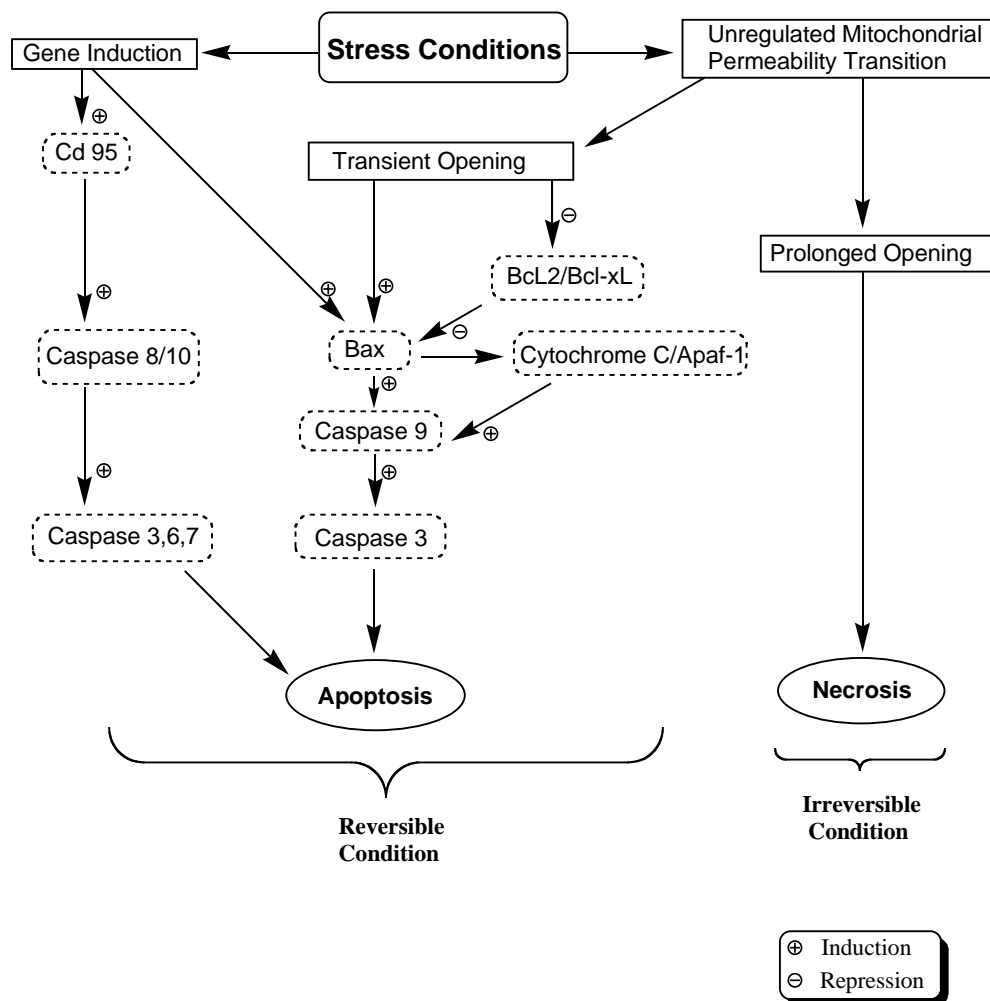 Stress Conditions
Gene Induction
Unregulated Mitochondrial
Permeability Transition
⊕
Cd 95
Transient Opening
⊖
Prolonged Opening
BcL2/Bcl-xL
⊕
⊕
⊕
⊖
Caspase 8/10
Bax
Cytochrome C/Apaf-1
⊕
Caspase 9
⊕
⊕
⊕
Caspase 3,6,7
Caspase 3
Apoptosis
Necrosis
Reversible
Condition
Irreversible
Condition
⊕ Induction
⊖ Repression